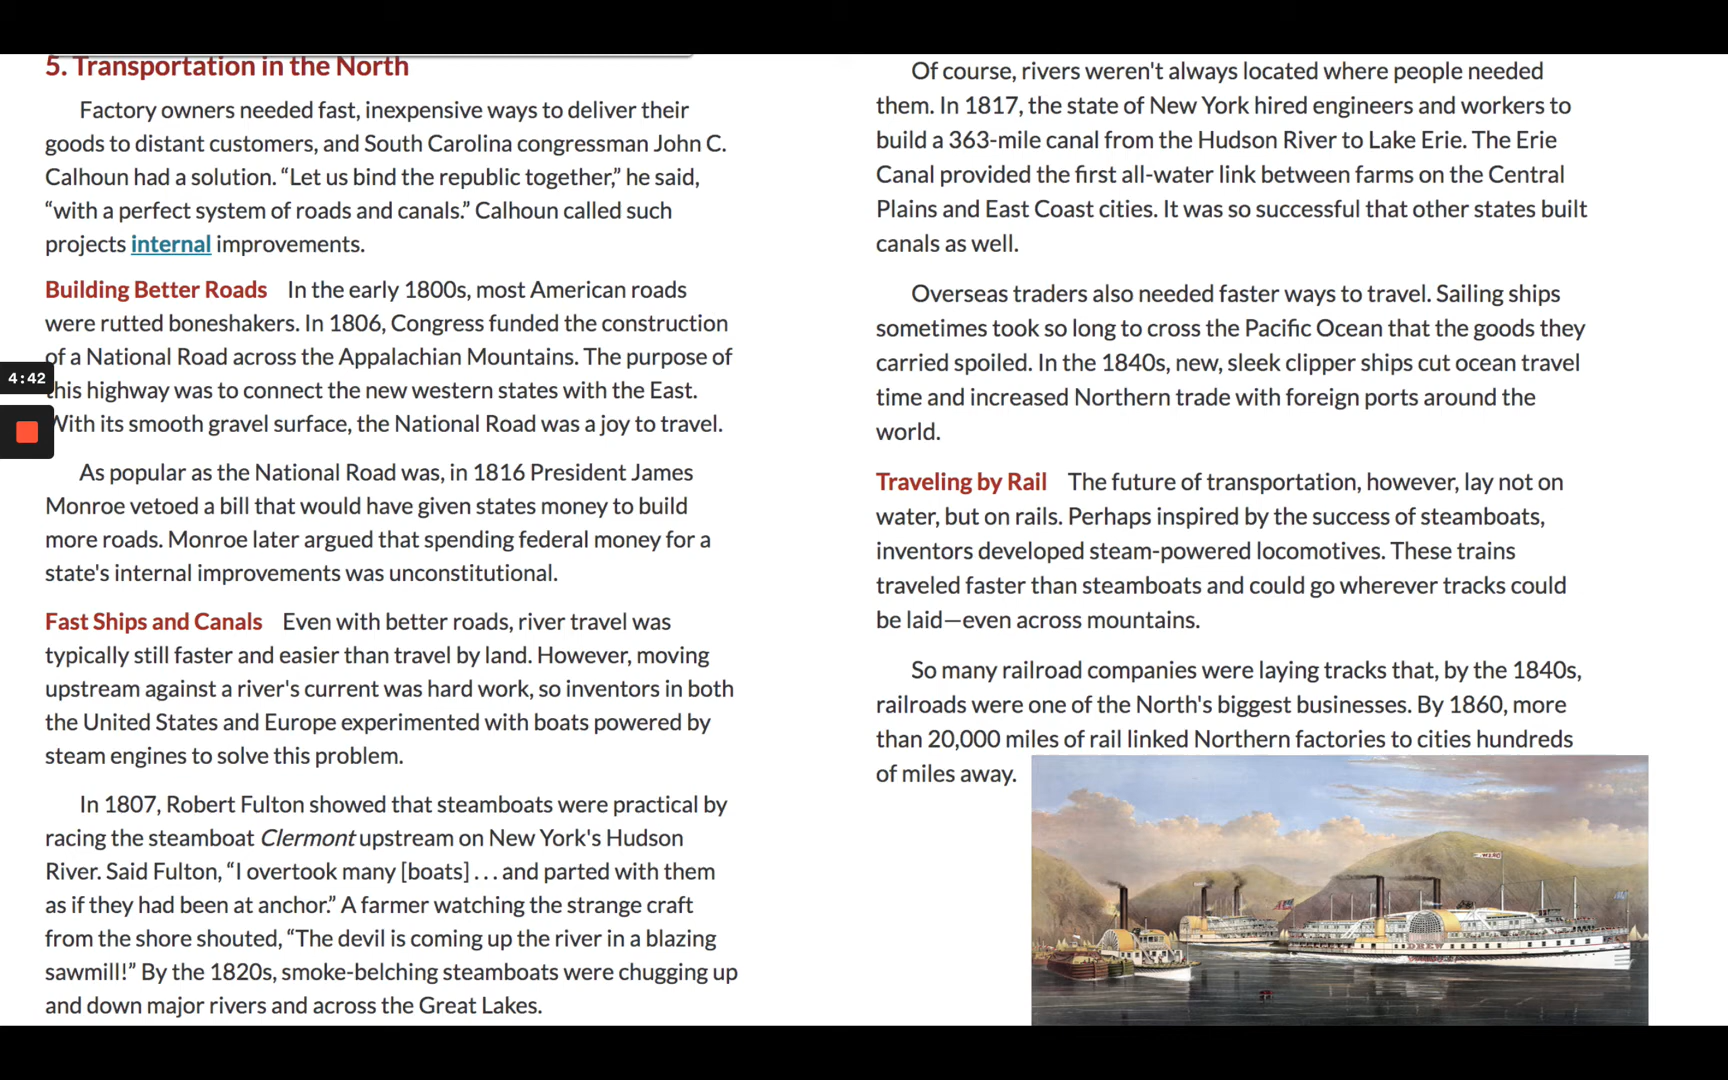 5. Transportation in the North
Factory owners needed fast, inexpensive ways to deliver their
goods to distant customers, and South Carolina congressman John C.
Calhoun had a solution. “Let us bind the republic together,” he said,
“with a perfect system of roads and canals.” Calhoun called such
projects internal improvements.
Building Better Roads In the early 1800s, most American roads
were rutted boneshakers. In 1806, Congress funded the construction
of a National Road across the Appalachian Mountains. The purpose of
this highway was to connect the new western states with the East.
With its smooth gravel surface, the National Road was a joy to travel.
As popular as the National Road was, in 1816 President James
Monroe vetoed a bill that would have given states money to build
more roads. Monroe later argued that spending federal money for a
state's internal improvements was unconstitutional.
Fast Ships and Canals Even with better roads, river travel was
typically still faster and easier than travel by land. However, moving
upstream against a river's current was hard work, so inventors in both
the United States and Europe experimented with boats powered by
steam engines to solve this problem.
In 1807, Robert Fulton showed that steamboats were practical by
racing the steamboat Clermont upstream on New York's Hudson
River. Said Fulton, “I overtook many [boats] . . . and parted with them
as if they had been at anchor.” A farmer watching the strange craft
from the shore shouted, “The devil is coming up the river in a blazing
sawmill!” By the 1820s, smoke-belching steamboats were chugging up
and down major rivers and across the Great Lakes.
4:42
Of course, rivers weren't always located where people needed
them. In 1817, the state of New York hired engineers and workers to
build a 363-mile canal from the Hudson River to Lake Erie. The Erie
Canal provided the first all-water link between farms on the Central
Plains and East Coast cities. It was so successful that other states built
canals as well.
Overseas traders also needed faster ways to travel. Sailing ships
sometimes took so long to cross the Pacific Ocean that the goods they
carried spoiled. In the 1840s, new, sleek clipper ships cut ocean travel
time and increased Northern trade with foreign ports around the
world.
Traveling by Rail The future of transportation, however, lay not on
water, but on rails. Perhaps inspired by the success of steamboats,
inventors developed steam-powered locomotives. These trains
traveled faster than steamboats and could go wherever tracks could
be laid—even across mountains.
So many railroad companies were laying tracks that, by the 1840s,
railroads were one of the North's biggest businesses. By 1860, more
than 20,000 miles of rail linked Northern factories to cities hundreds
of miles away.
DREW